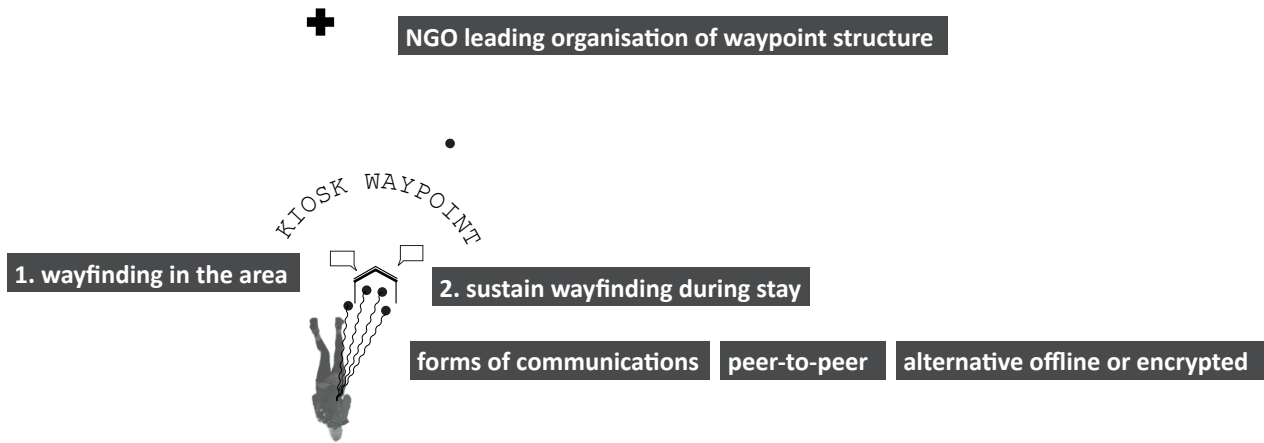 NGO leading organisation of waypoint structure
KIOSK WAYPOINT
1. wayfinding in the area
2. sustain wayfinding during stay
forms of communications
peer-to-peer
alternative offline or encrypted